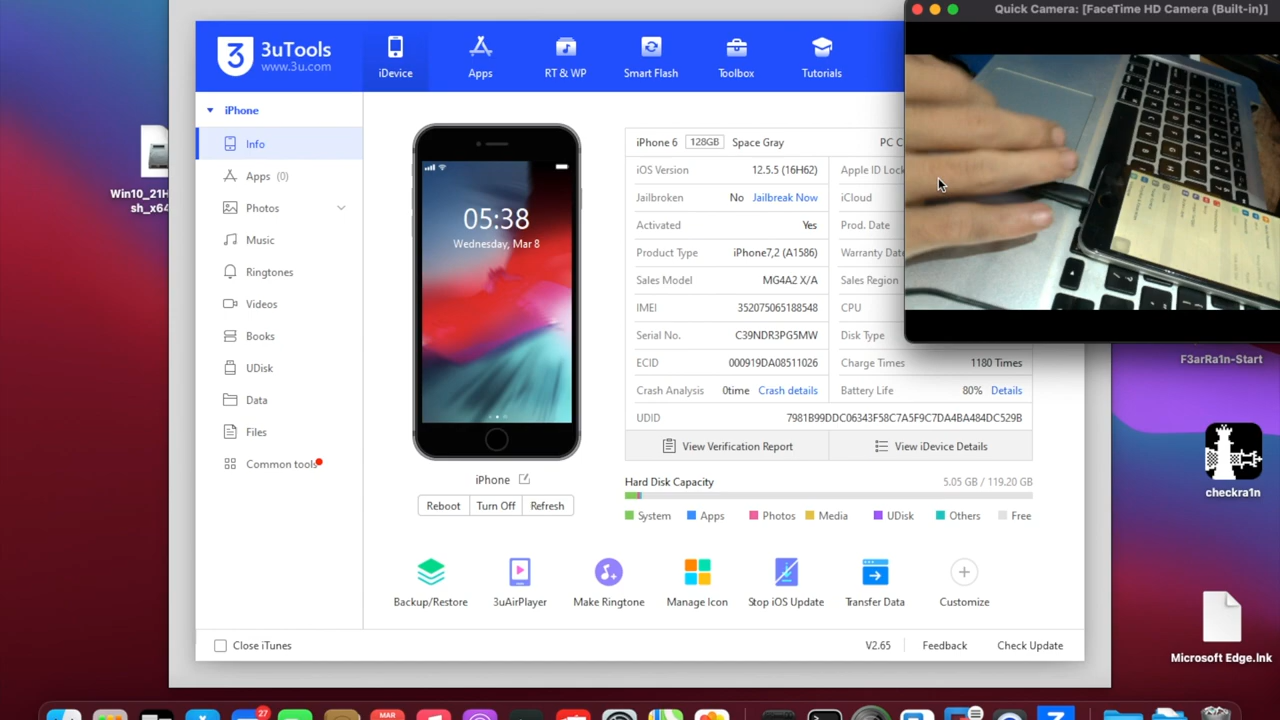 Quick Camera: [FaceTime HD Camera (Built-in)]
3uTools
www.3u.com
iDevice
Apps
RT & WP
Smart Flash
Toolbox
Tutorials
iPhone
Info
Apps (0)
Photos
Music
Ringtones
Videos
Books
UDisk
Data
Files
Common tools
Close iTunes
05:38
Wednesday, Mar 8
iPhone
Reboot Turn Off Refresh
iPhone 6 128GB Space Gray PC C
iOS Version 12.5.5 (16H62) Apple ID Lock
Jailbroken No Jailbreak Now iCloud
Activated Yes Prod. Date
Product Type iPhone7,2 (A1586) Warranty Date
Sales Model MG4A2 X/A Sales Region
IMEI 352075065188548 CPU
Serial No. C39NDR3PG5MW Disk Type
ECID 000919DA08511026 Charge Times 1180 Times
Crash Analysis 0time Crash details Battery Life 80% Details
UDID 7981B99DDC06343F58C7A5F9C7DA4BA484DC529B
View Verification Report View iDevice Details
Hard Disk Capacity 5.05 GB / 119.20 GB
System Apps Photos Media UDisk Others Free
Backup/Restore 3uAirPlayer Make Ringtone Manage Icon Stop iOS Update Transfer Data Customize
V2.65 Feedback Check Update
Win10_21H
sh_x64
F3arRa1n-Start
checkra1n
Microsoft Edge.lnk
27
MAR